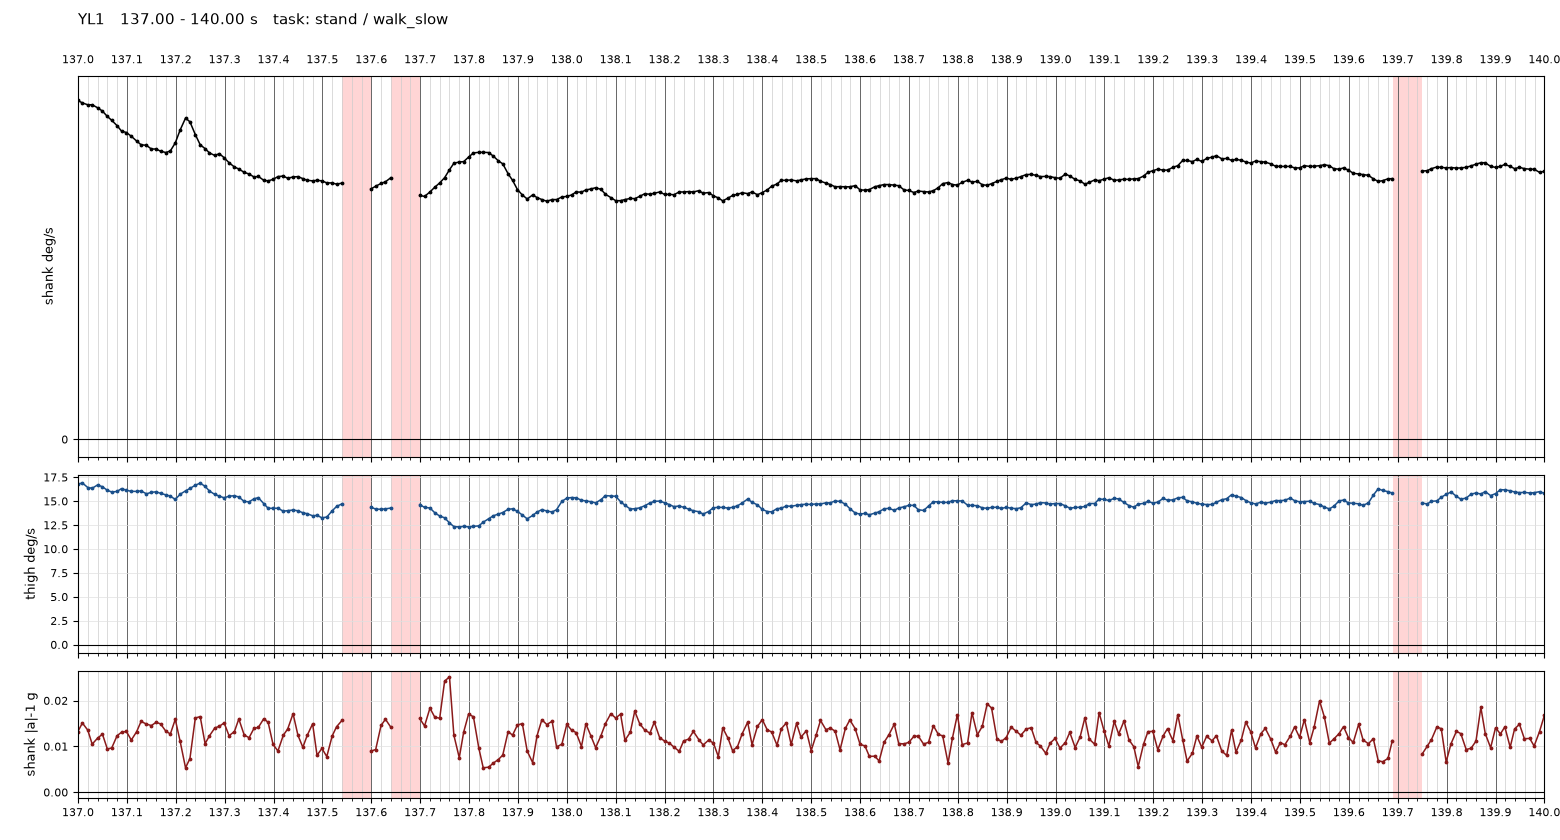 YL1 137.00 - 140.00 s task: stand / walk_slow
137.0 137.1 137.2 137.3 137.4 137.5 137.6 137.7 137.8 137.9 138.0 138.1 138.2 138.3 138.4 138.5 138.6 138.7 138.8 138.9 139.0 139.1 139.2 139.3 139.4 139.5 139.6 139.7 139.8 139.9 140.0
shank deg/s
0
thigh deg/s
17.5
15.0
12.5
10.0
7.5
5.0
2.5
0.0
shank |a|-1 g
0.02
0.01
0.00
137.0 137.1 137.2 137.3 137.4 137.5 137.6 137.7 137.8 137.9 138.0 138.1 138.2 138.3 138.4 138.5 138.6 138.7 138.8 138.9 139.0 139.1 139.2 139.3 139.4 139.5 139.6 139.7 139.8 139.9 140.0